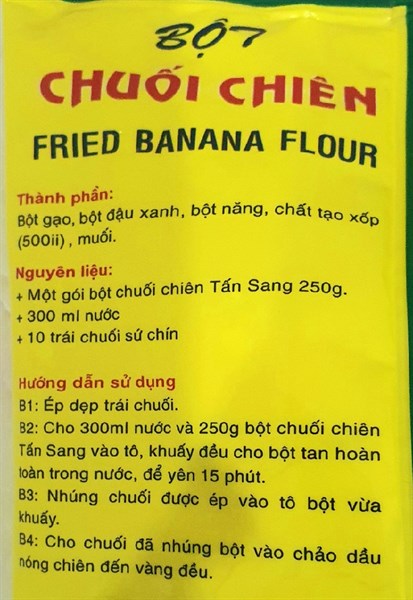 BỘT
CHUỐI CHIÊN
FRIED BANANA FLOUR
Thành phần:
Bột gạo, bột đậu xanh, bột năng, chất tạo xốp
(500ii) , muối.
Nguyên liệu:
+ Một gói bột chuối chiên Tấn Sang 250g.
+ 300 ml nước
+ 10 trái chuối sứ chín
Hướng dẫn sử dụng
B1: Ép dẹp trái chuối.
B2: Cho 300ml nước và 250g bột chuối chiên
Tấn Sang vào tô, khuấy đều cho bột tan hoàn
toàn trong nước, để yên 15 phút.
B3: Nhúng chuối được ép vào tô bột vừa
khuấy.
B4: Cho chuối đã nhúng bột vào chảo dầu
nóng chiên đến vàng đều.